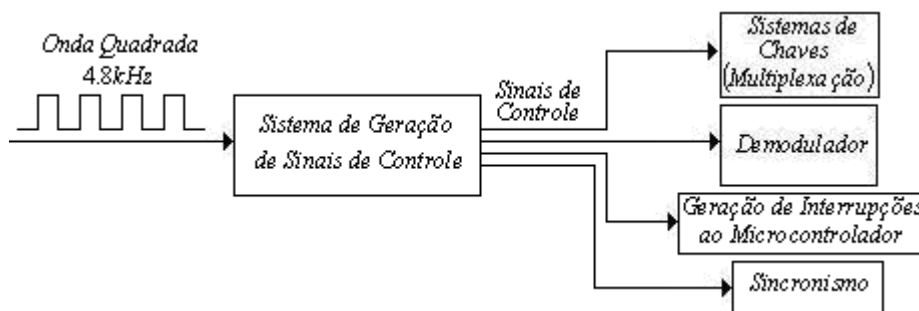 Onda Quadrada
4.8kHz
Sistema de Geração
de Sinais de Controle
Sinais de
Controle
Sistemas de
Chaves
(Multiplexação)
Demodulador
Geração de Interrupções
ao Microcontrolador
Sincronismo